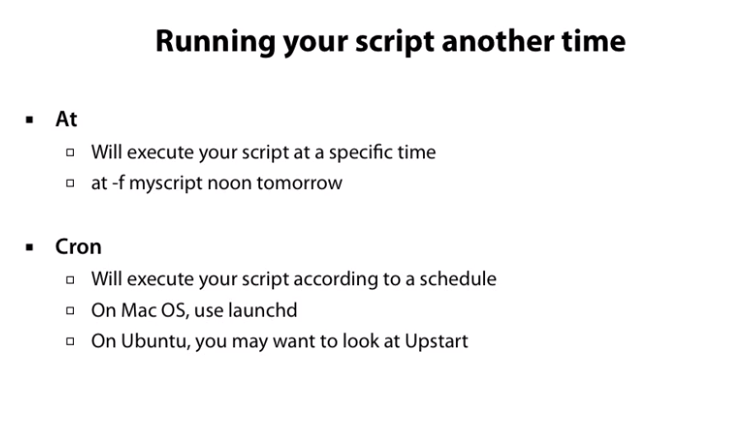 Running your script another time
▪ At
▫ Will execute your script at a specific time
▫ at -f myscript noon tomorrow
▪ Cron
▫ Will execute your script according to a schedule
▫ On Mac OS, use launchd
▫ On Ubuntu, you may want to look at Upstart